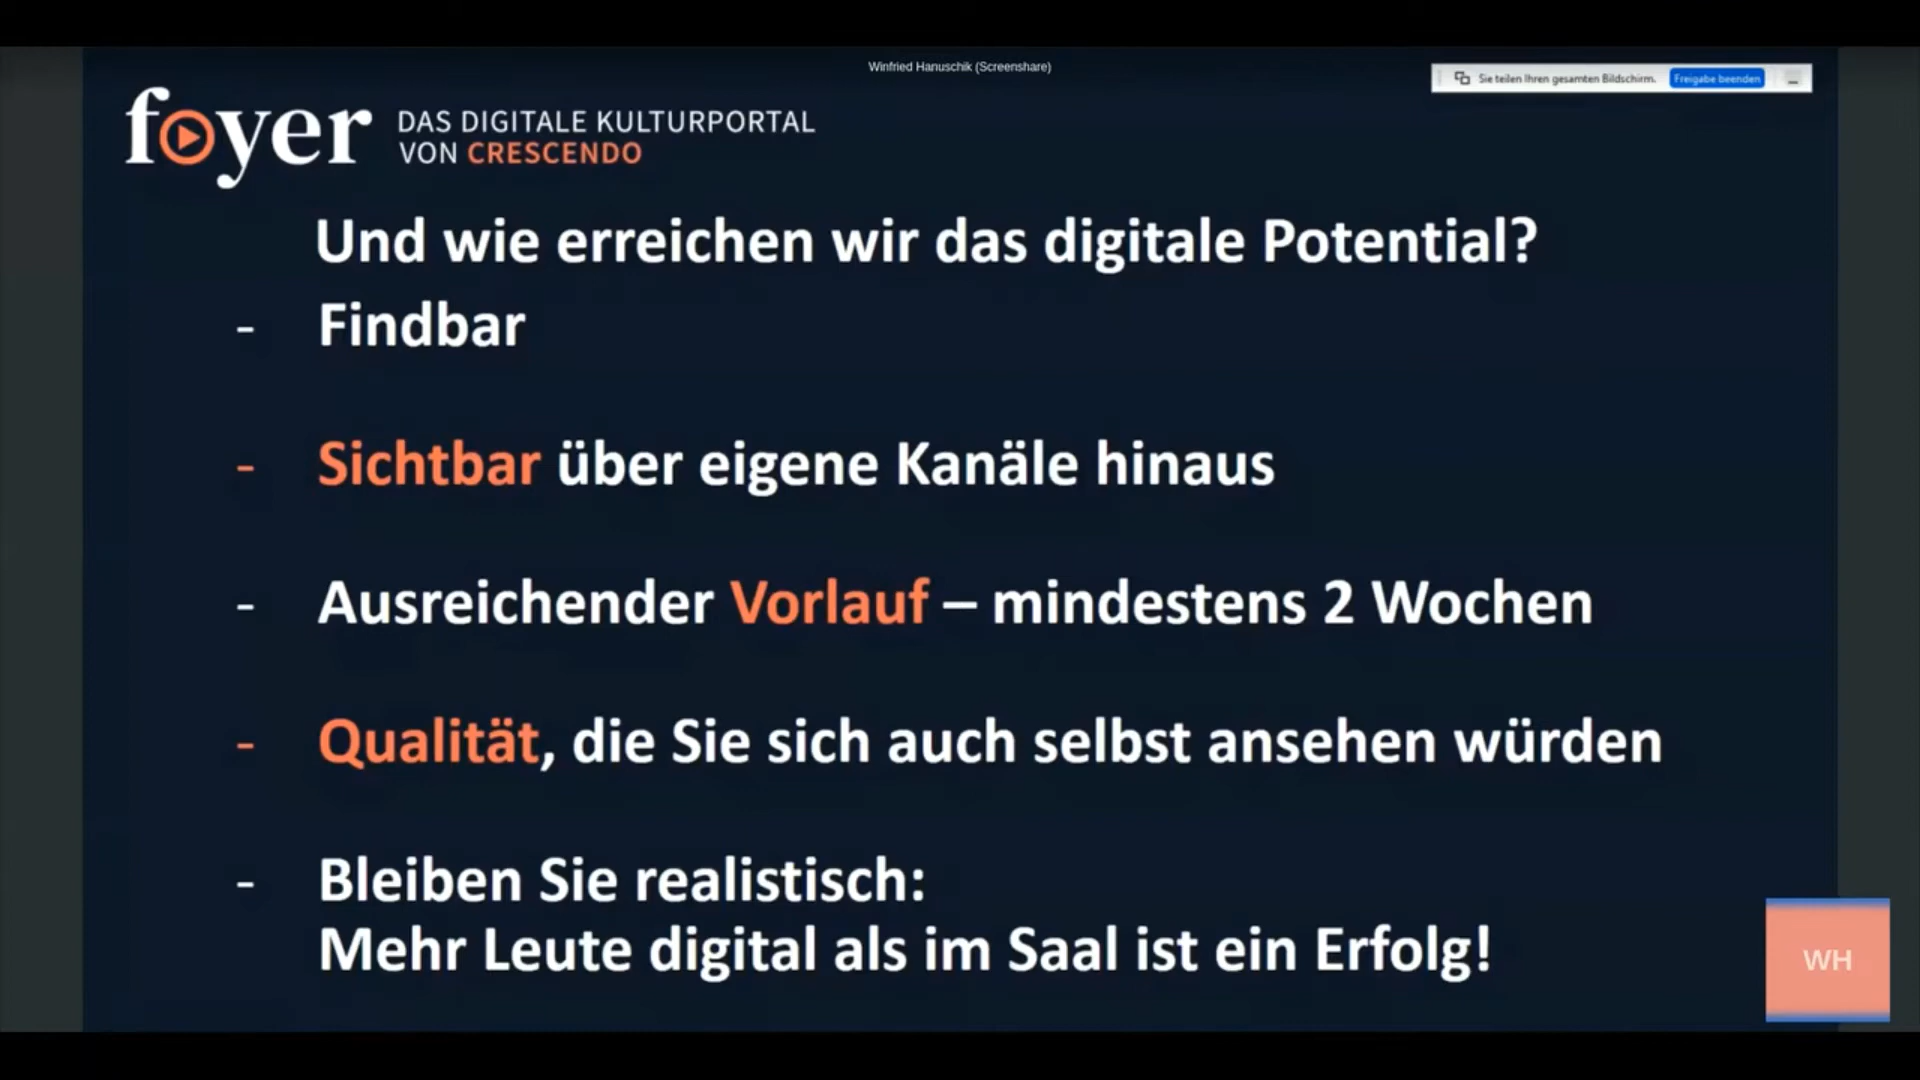 Winfried Hanuschik (Screenshare)
Sie teilen Ihren gesamten Bildschirm. Freigabe beenden
foyer DAS DIGITALE KULTURPORTAL
VON CRESCENDO
Und wie erreichen wir das digitale Potential?
- Findbar
- Sichtbar über eigene Kanäle hinaus
- Ausreichender Vorlauf – mindestens 2 Wochen
- Qualität, die Sie sich auch selbst ansehen würden
- Bleiben Sie realistisch:
Mehr Leute digital als im Saal ist ein Erfolg!
WH